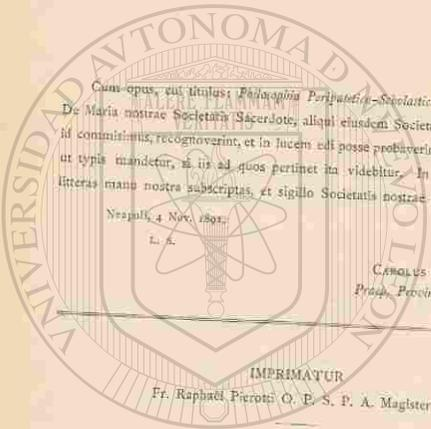 Cum opus, cui titulus: Philosophia Peripatetico-Scholastic
De Maria nostrae Societatis Sacerdote, aliqui eiusdem Societa
id commisimus, recognoverint, et in lucem edi posse probaverin
ut typis mandetur, si iis ad quos pertinet ita videbitur. In
litteras manu nostra subscriptas, et sigillo Societatis nostrae
Neapoli, 4 Nov. 1891.
L. S.
CAROLUS
Praep. Provin
IMPRIMATUR
Fr. Raphaël Pierotti O. P. S. P. A. Magister
UNIVERSIDAD AUTONOMA DE NUEVO LEON
ALERE FLAMMAM
VERITATIS